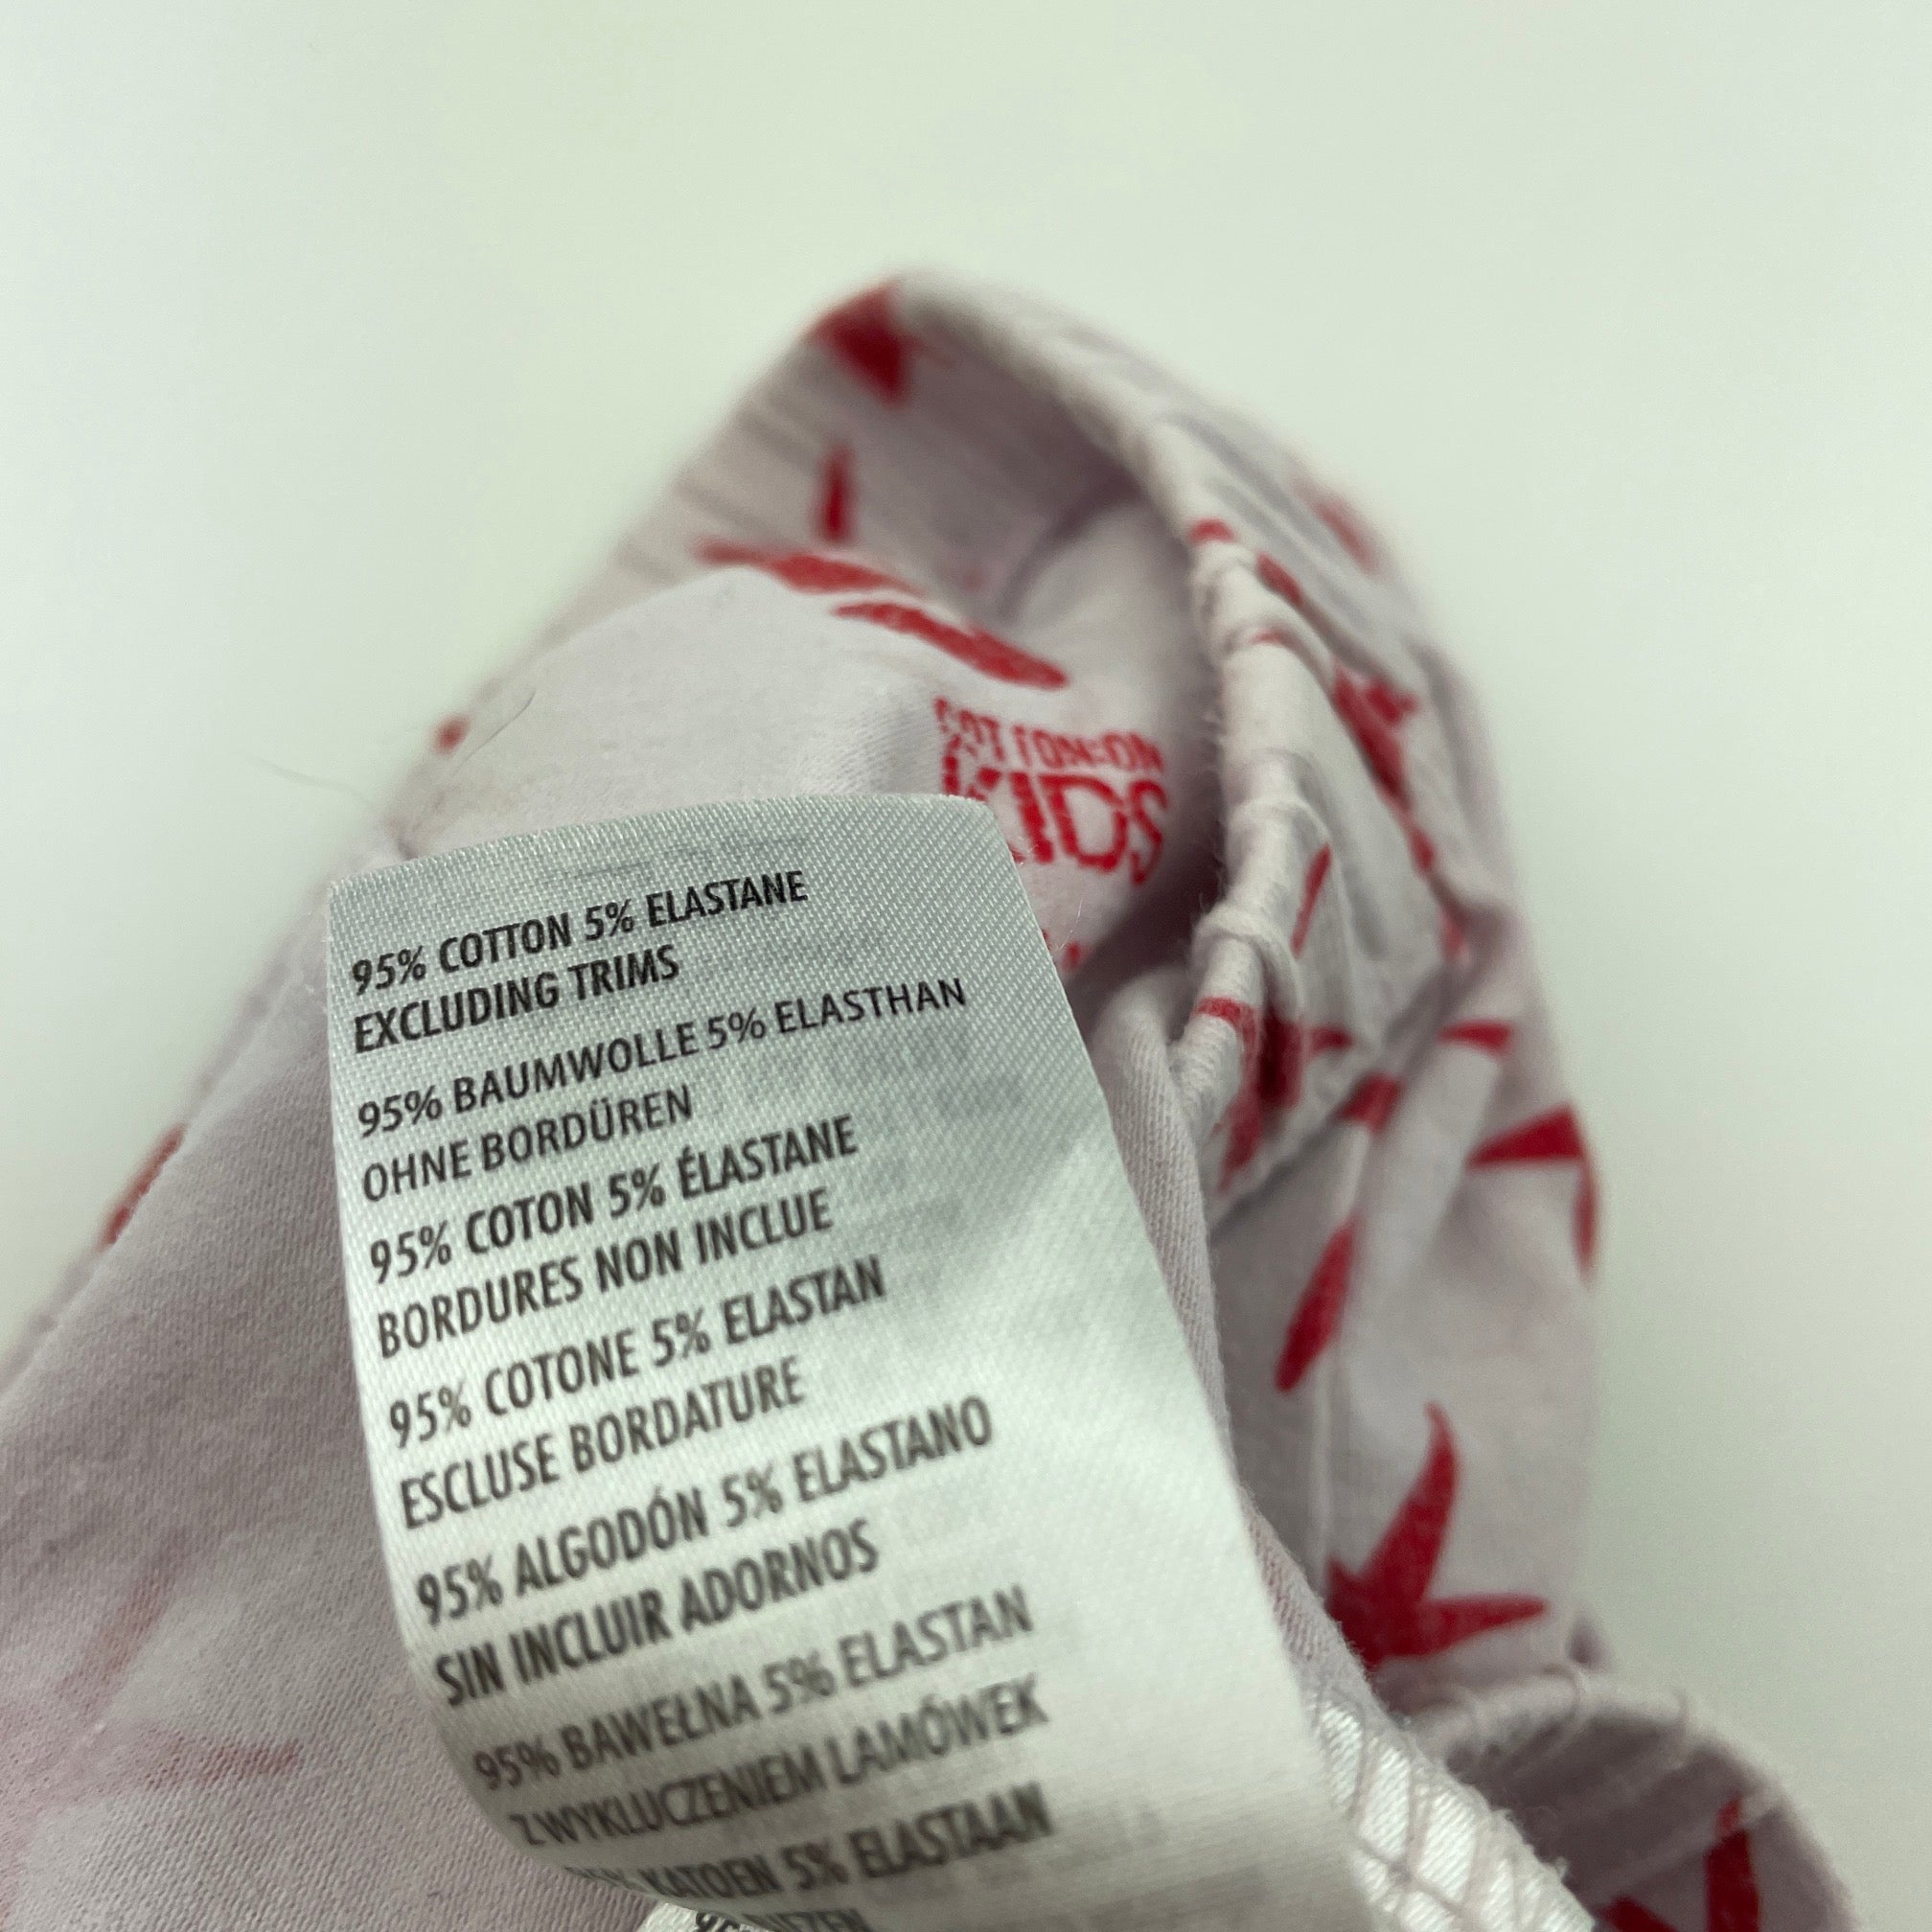 COTTON:ON
KIDS
95% COTTON 5% ELASTANE
EXCLUDING TRIMS
95% BAUMWOLLE 5% ELASTHAN
OHNE BORDÜREN
95% COTON 5% ÉLASTANE
BORDURES NON INCLUE
95% COTONE 5% ELASTAN
ESCLUSE BORDATURE
95% ALGODÓN 5% ELASTANO
SIN INCLUIR ADORNOS
95% BAWEŁNA 5% ELASTAN
Z WYKLUCZENIEM LAMÓWEK
KATOEN 5% ELASTAAN